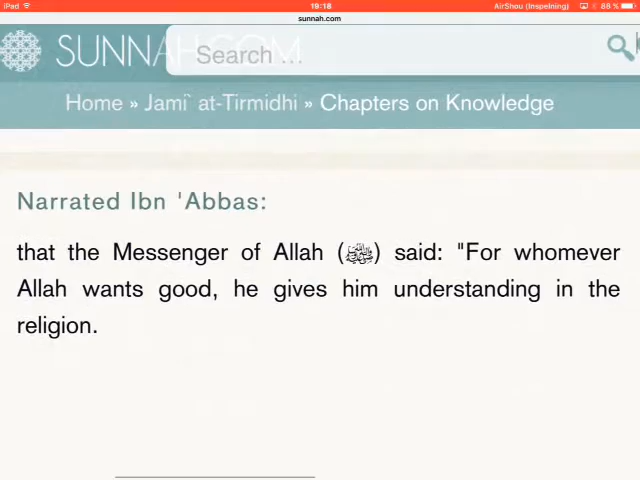 iPad 19:18 AirShou (Inspelning) 88 %
sunnah.com
SUNNAH.COM Search ...
Home » Jami` at-Tirmidhi » Chapters on Knowledge
Narrated Ibn 'Abbas:
that the Messenger of Allah (ﷺ) said: "For whomever
Allah wants good, he gives him understanding in the
religion.